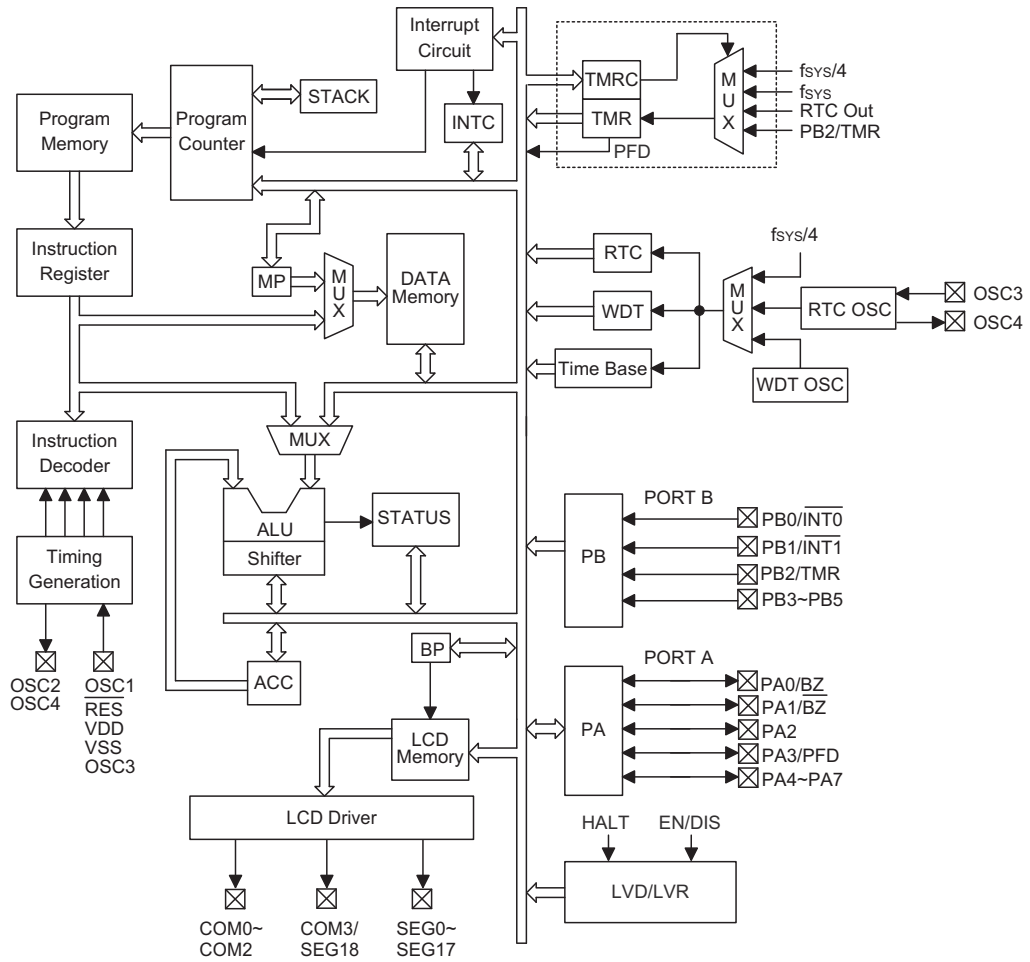 Interrupt
Circuit
STACK
INTC
Program
Memory
Program
Counter
TMRC
TMR
PFD
M
U
X
fSYS/4
fSYS
RTC Out
PB2/TMR
Instruction
Register
MP
M
U
X
DATA
Memory
RTC
WDT
Time Base
M
U
X
fSYS/4
RTC OSC
OSC3
OSC4
WDT OSC
Instruction
Decoder
MUX
ALU
Shifter
STATUS
Timing
Generation
OSC2
OSC4
OSC1
R̅E̅S̅
VDD
VSS
OSC3
ACC
BP
LCD
Memory
LCD Driver
COM0~
COM2
COM3/
SEG18
SEG0~
SEG17
PORT B
PB
PB0/I̅N̅T̅0̅
PB1/I̅N̅T̅1̅
PB2/TMR
PB3~PB5
PORT A
PA
PA0/BZ
PA1/B̅Z̅
PA2
PA3/PFD
PA4~PA7
HALT
EN/DIS
LVD/LVR